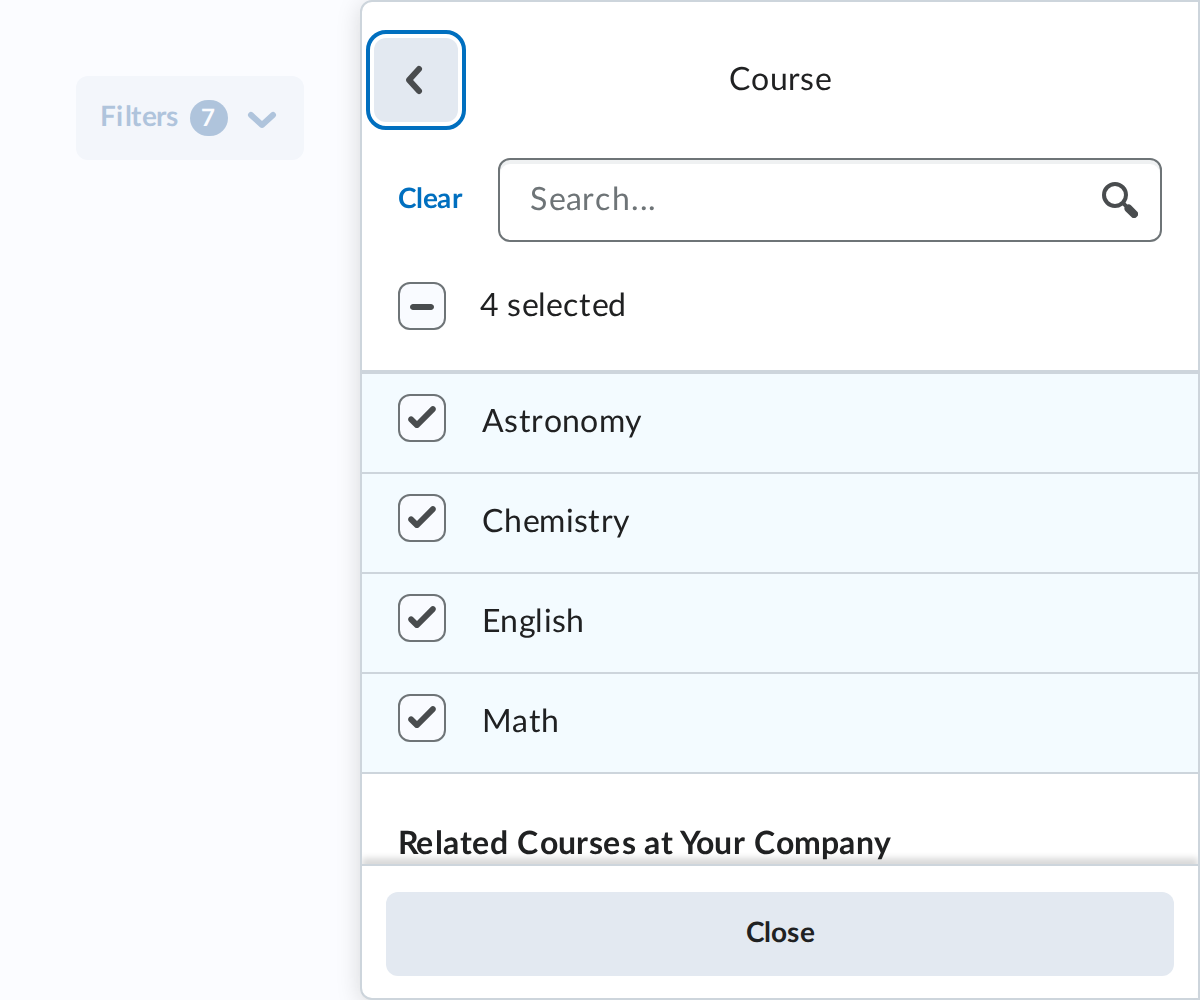 Filters 7
Course
Clear
Search...
4 selected
Astronomy
Chemistry
English
Math
Related Courses at Your Company
Close